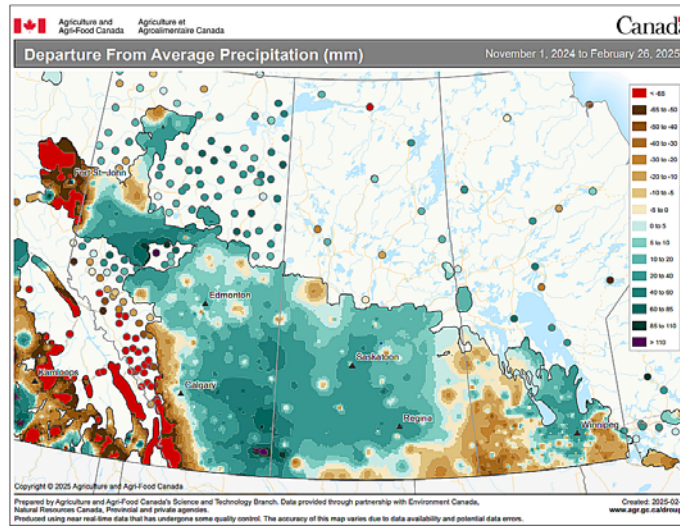 Agriculture and Agriculture et
Agri-Food Canada Agroalimentaire Canada
Canada
Departure From Average Precipitation (mm) November 1, 2024 to February 26, 2025
< -65
-65 to -50
-50 to -40
-40 to -30
-30 to -20
-20 to -10
-10 to -5
-5 to 0
0 to 5
5 to 10
10 to 20
20 to 40
40 to 60
60 to 85
85 to 110
> 110
Fort St. John
Edmonton
Saskatoon
Kamloops
Calgary
Regina
Winnipeg
Copyright © 2025 Agriculture and Agri-Food Canada
Prepared by Agriculture and Agri-Food Canada's Science and Technology Branch. Data provided through partnership with Environment Canada,
Natural Resources Canada, Provincial and private agencies.
Produced using near real-time data that has undergone some quality control. The accuracy of this map varies due to data availability and potential data errors.
Created: 2025-02-
www.agr.gc.ca/drou